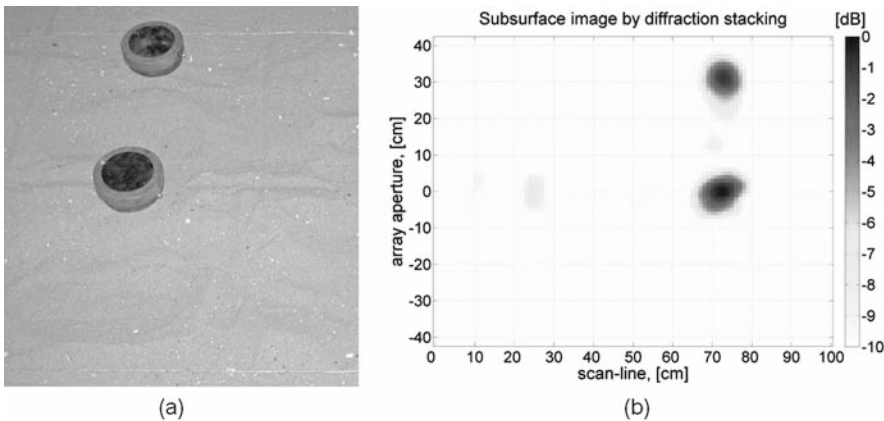 Subsurface image by diffraction stacking
[dB]
40
30
20
10
0
-10
-20
-30
-40
array aperture, [cm]
0 10 20 30 40 50 60 70 80 90 100
scan-line, [cm]
0
-1
-2
-3
-4
-5
-6
-7
-8
-9
-10
(a)
(b)